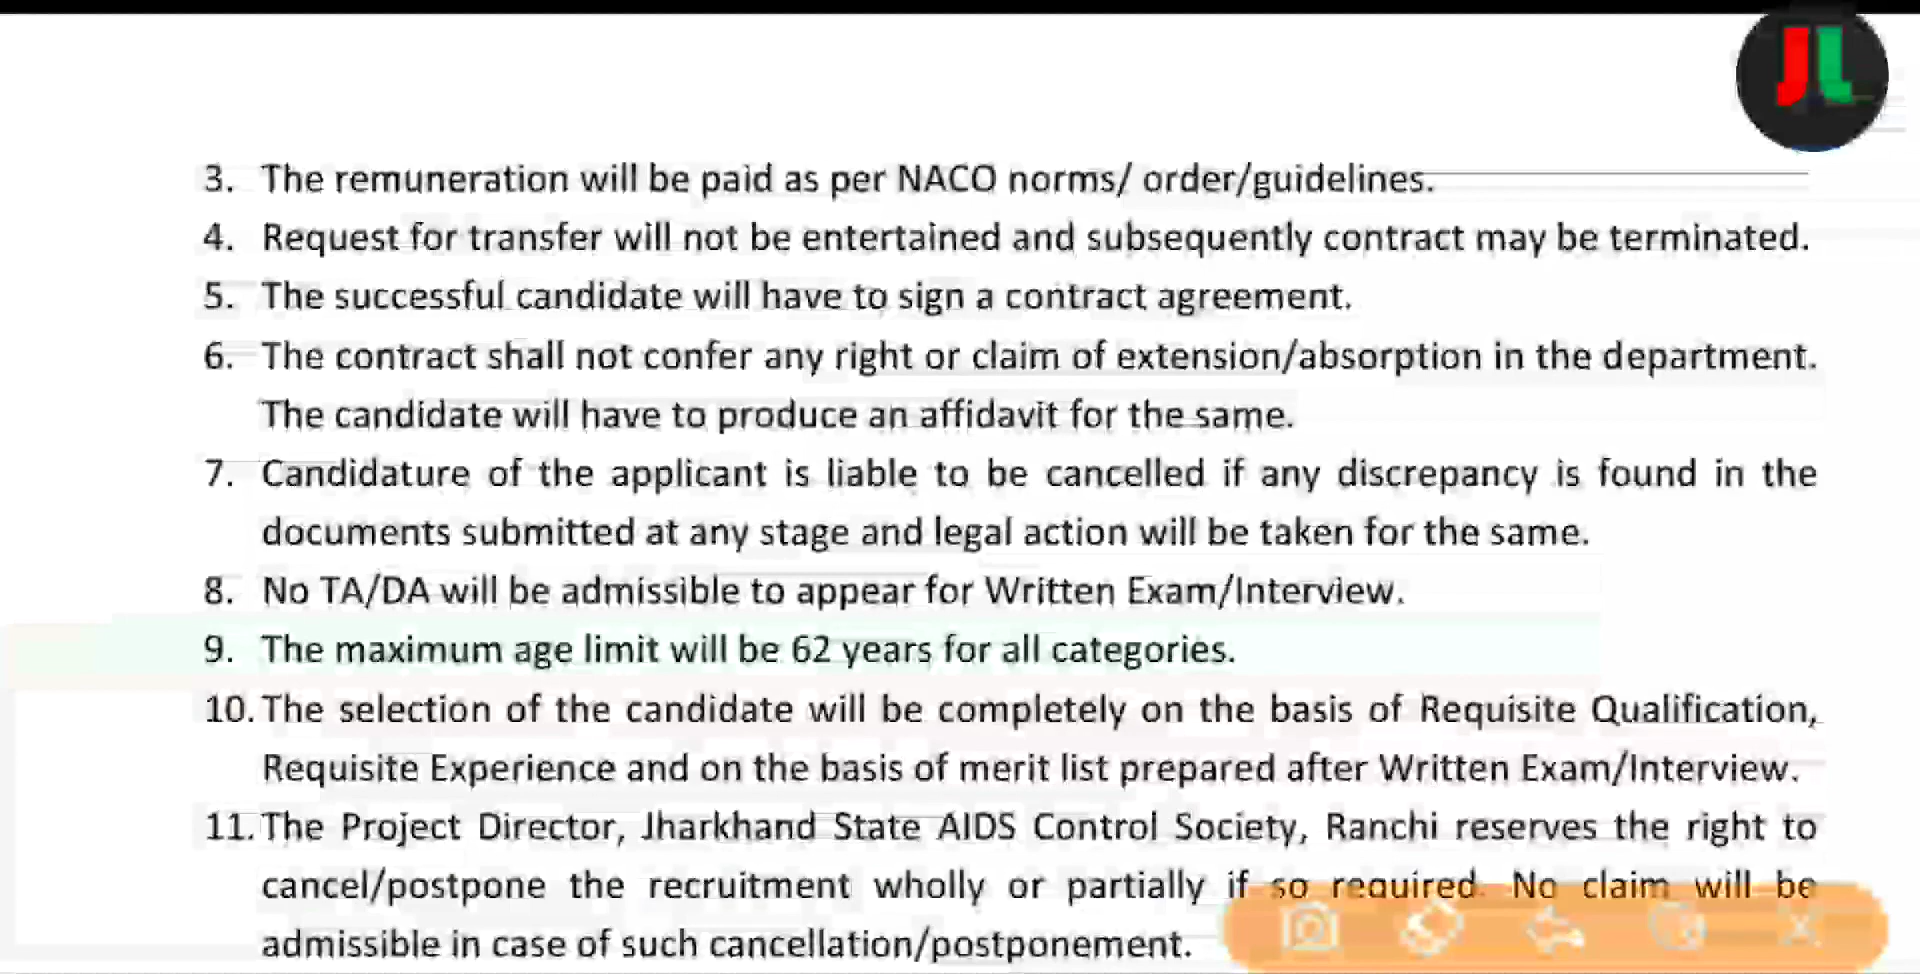 JL
3. The remuneration will be paid as per NACO norms/ order/guidelines.
4. Request for transfer will not be entertained and subsequently contract may be terminated.
5. The successful candidate will have to sign a contract agreement.
6. The contract shall not confer any right or claim of extension/absorption in the department.
The candidate will have to produce an affidavit for the same.
7. Candidature of the applicant is liable to be cancelled if any discrepancy is found in the
documents submitted at any stage and legal action will be taken for the same.
8. No TA/DA will be admissible to appear for Written Exam/Interview.
9. The maximum age limit will be 62 years for all categories.
10. The selection of the candidate will be completely on the basis of Requisite Qualification,
Requisite Experience and on the basis of merit list prepared after Written Exam/Interview.
11. The Project Director, Jharkhand State AIDS Control Society, Ranchi reserves the right to
cancel/postpone the recruitment wholly or partially if so required. No claim will be
admissible in case of such cancellation/postponement.